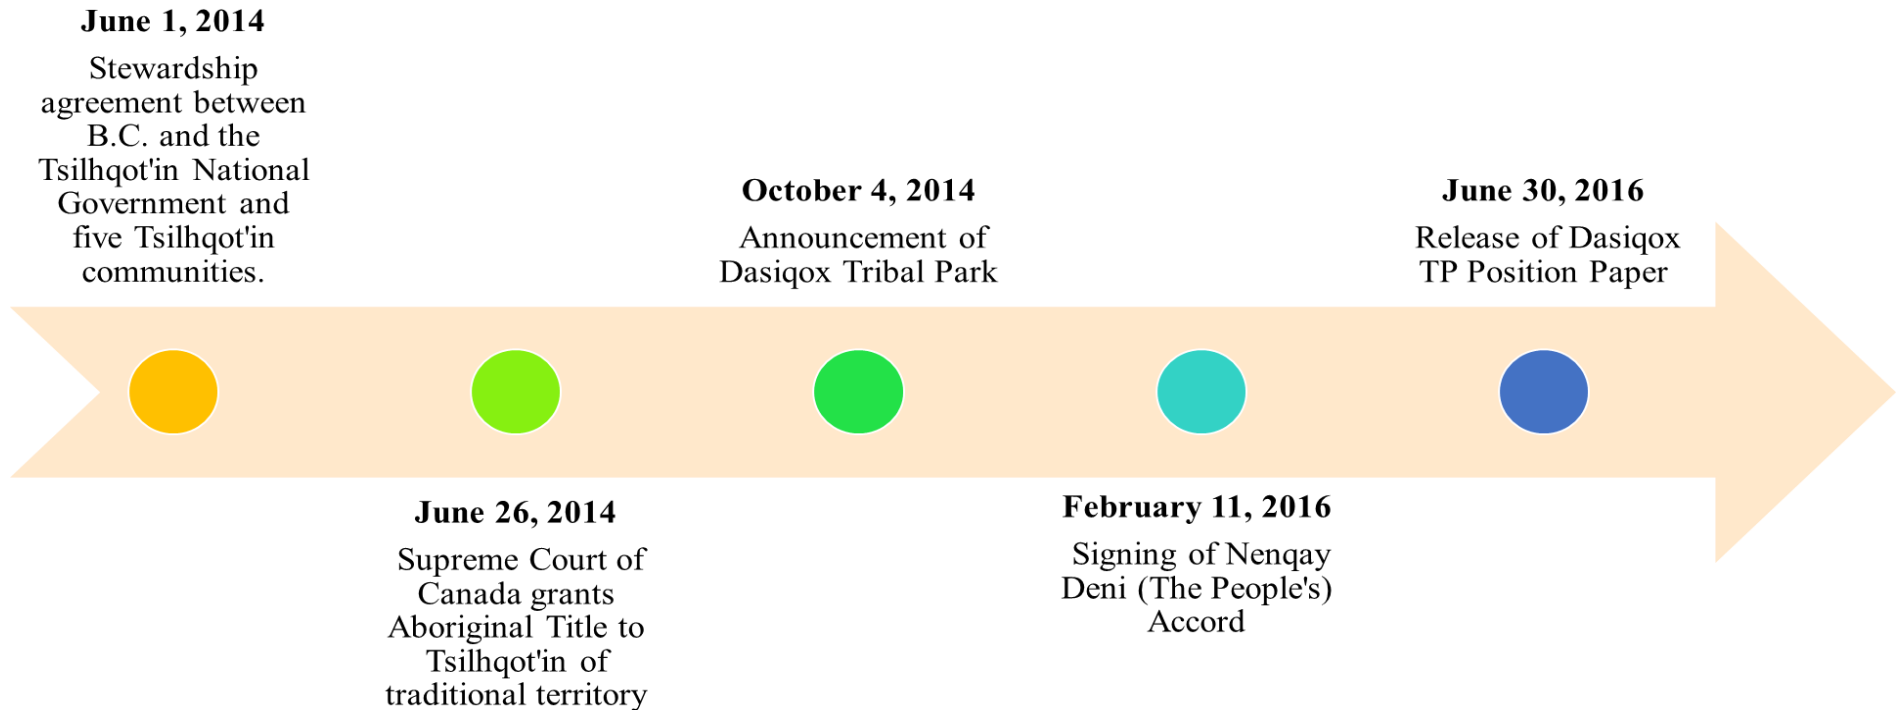 June 1, 2014
Stewardship
agreement between
B.C. and the
Tsilhqot'in National
Government and
five Tsilhqot'in
communities.
June 26, 2014
Supreme Court of
Canada grants
Aboriginal Title to
Tsilhqot'in of
traditional territory
October 4, 2014
Announcement of
Dasiqox Tribal Park
February 11, 2016
Signing of Nenqay
Deni (The People's)
Accord
June 30, 2016
Release of Dasiqox
TP Position Paper